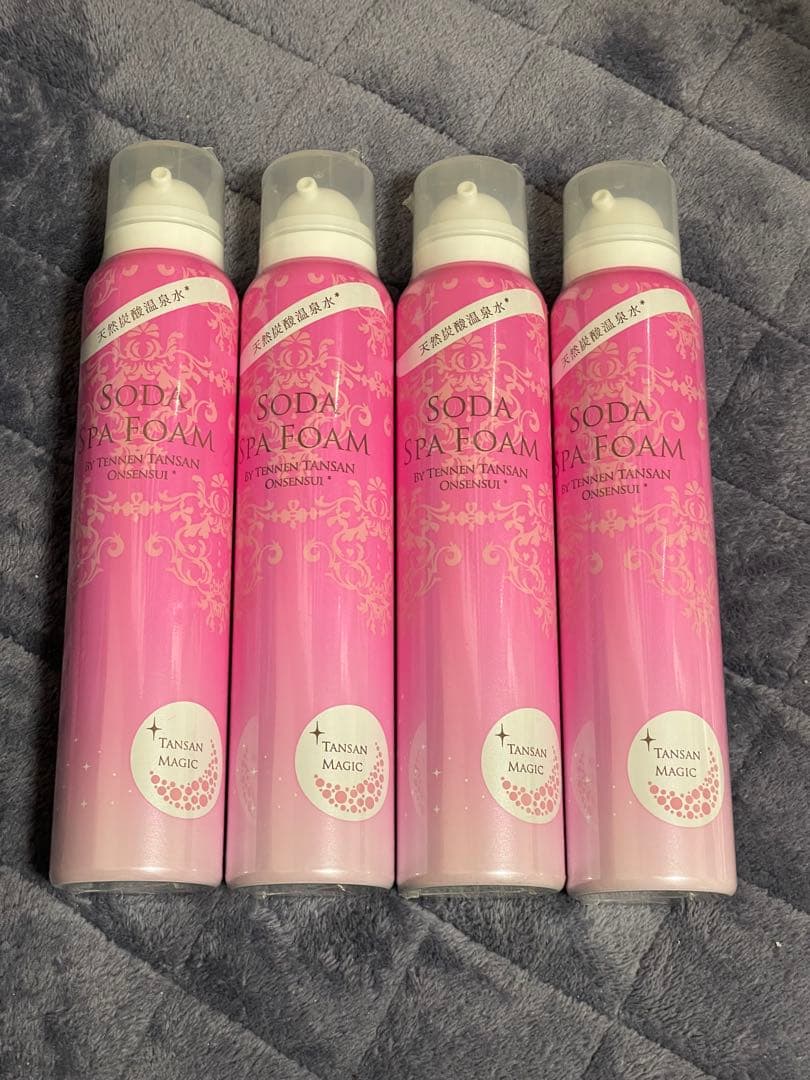 天然炭酸温泉水*
SODA
SPA FOAM
BY TENNEN TANSAN
ONSENSUI *
TANSAN
MAGIC
天然炭酸温泉水*
SODA
SPA FOAM
BY TENNEN TANSAN
ONSENSUI *
TANSAN
MAGIC
天然炭酸温泉水*
SODA
SPA FOAM
BY TENNEN TANSAN
ONSENSUI *
TANSAN
MAGIC
天然炭酸温泉水*
SODA
SPA FOAM
BY TENNEN TANSAN
ONSENSUI *
TANSAN
MAGIC